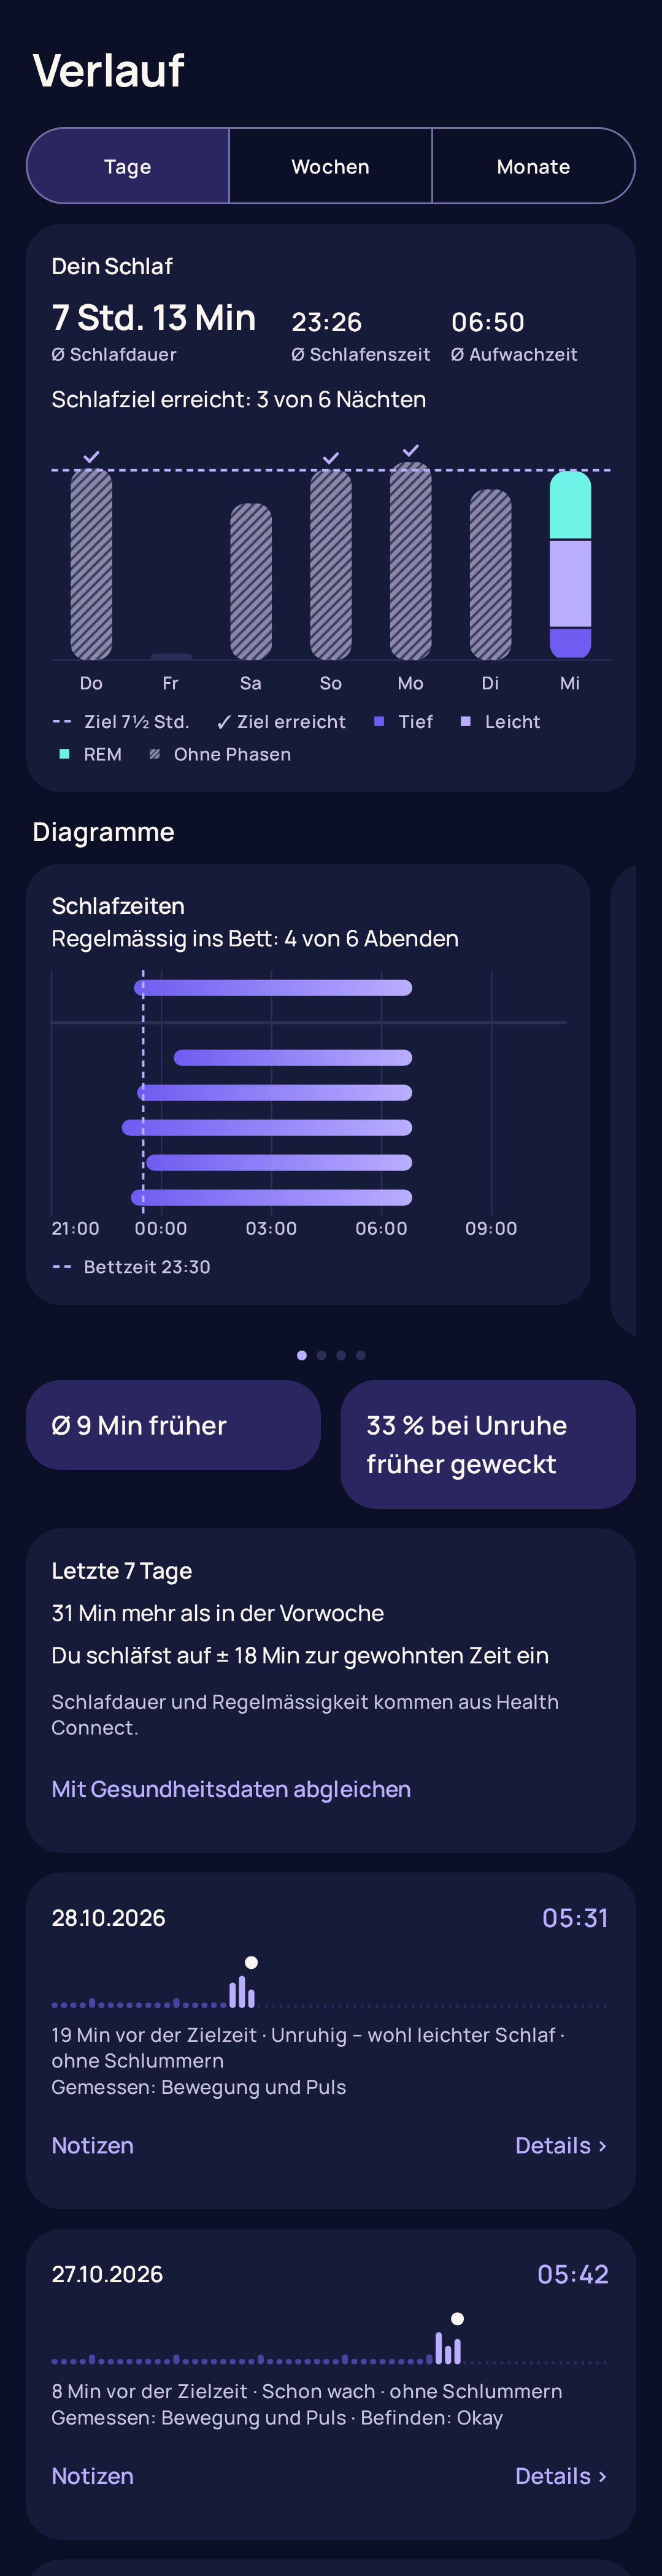 Verlauf
Tage Wochen Monate
Dein Schlaf
7 Std. 13 Min 23:26 06:50
Ø Schlafdauer Ø Schlafenszeit Ø Aufwachzeit
Schlafziel erreicht: 3 von 6 Nächten
Do Fr Sa So Mo Di Mi
Ziel 7½ Std. ✓ Ziel erreicht Tief Leicht
REM Ohne Phasen
Diagramme
Schlafzeiten
Regelmässig ins Bett: 4 von 6 Abenden
21:00 00:00 03:00 06:00 09:00
Bettzeit 23:30
Ø 9 Min früher
33 % bei Unruhe
früher geweckt
Letzte 7 Tage
31 Min mehr als in der Vorwoche
Du schläfst auf ± 18 Min zur gewohnten Zeit ein
Schlafdauer und Regelmässigkeit kommen aus Health
Connect.
Mit Gesundheitsdaten abgleichen
28.10.2026 05:31
19 Min vor der Zielzeit · Unruhig – wohl leichter Schlaf ·
ohne Schlummern
Gemessen: Bewegung und Puls
Notizen Details ›
27.10.2026 05:42
8 Min vor der Zielzeit · Schon wach · ohne Schlummern
Gemessen: Bewegung und Puls · Befinden: Okay
Notizen Details ›